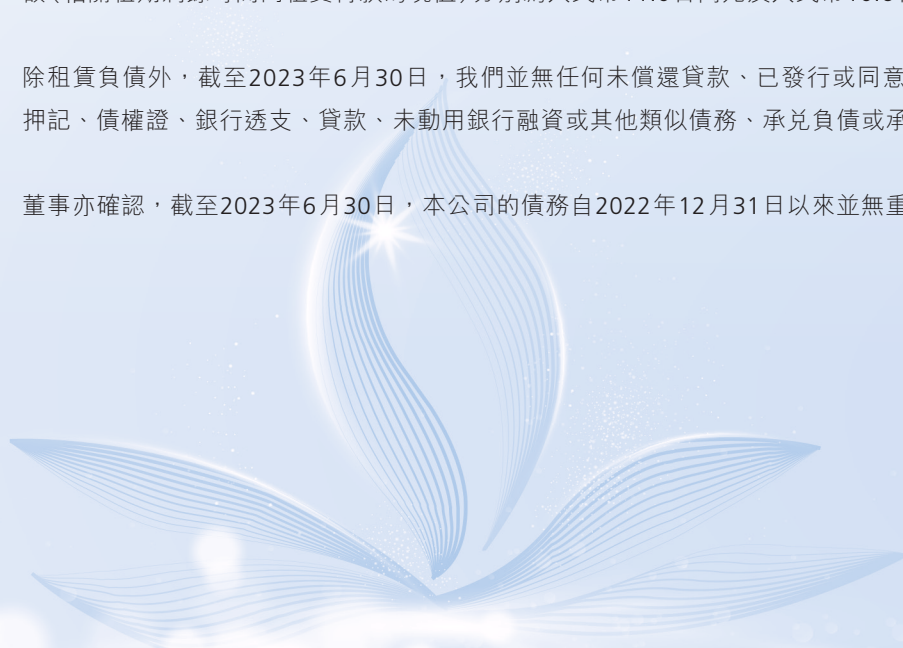 除租賃負債外，截至2023年6月30日，我們並無任何未償還貸款、已發行或同意
押記、債權證、銀行透支、貸款、未動用銀行融資或其他類似債務、承兌負債或承
董事亦確認，截至2023年6月30日，本公司的債務自2022年12月31日以來並無重